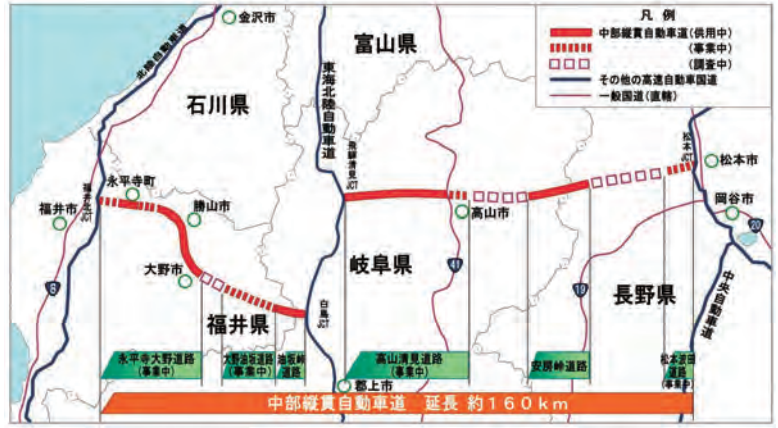 凡例
中部縦貫自動車道(供用中)
(事業中)
(調査中)
その他の高速自動車国道
一般国道(直轄)
金沢市
北陸自動車道
富山県
石川県
東海北陸自動車道
飛騨清見JCT
松本JCT
松本市
岡谷市
20
永平寺町
福井北JCT
福井市
勝山市
高山市
大野市
岐阜県
41
8
19
長野県
中央自動車道
福井県
白鳥JCT
永平寺大野道路
(事業中)
大野油坂道路
(事業中)
油坂峠
道路
高山清見道路
(事業中)
安房峠道路
松本波田
道路
(事業中)
郡上市
中部縦貫自動車道 延長 約160km